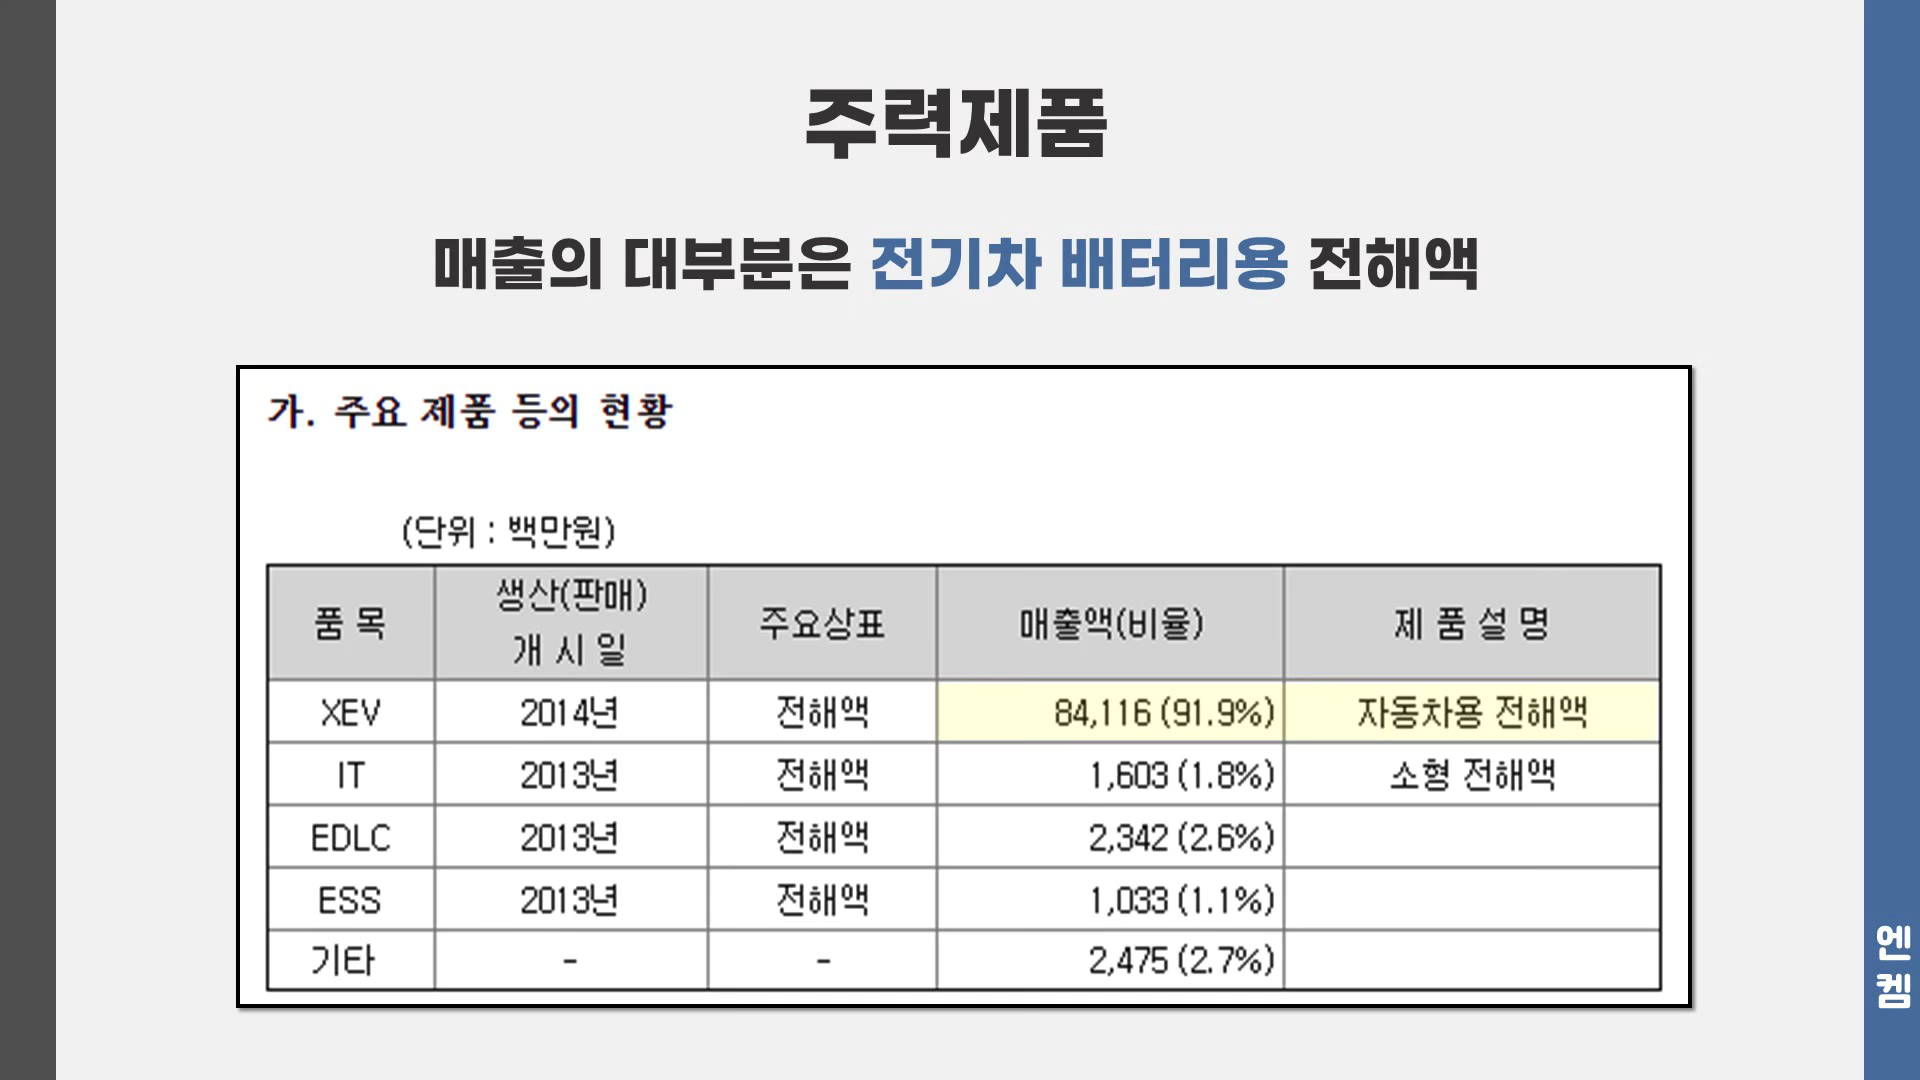 주력제품
매출의 대부분은 전기차 배터리용 전해액
가. 주요 제품 등의 현황
(단위 : 백만원)
품 목 생산(판매) 개 시 일 주요상표 매출액(비율) 제 품 설 명
XEV 2014년 전해액 84,116 (91.9%) 자동차용 전해액
IT 2013년 전해액 1,603 (1.8%) 소형 전해액
EDLC 2013년 전해액 2,342 (2.6%)
ESS 2013년 전해액 1,033 (1.1%)
기타 - - 2,475 (2.7%)
엔켐